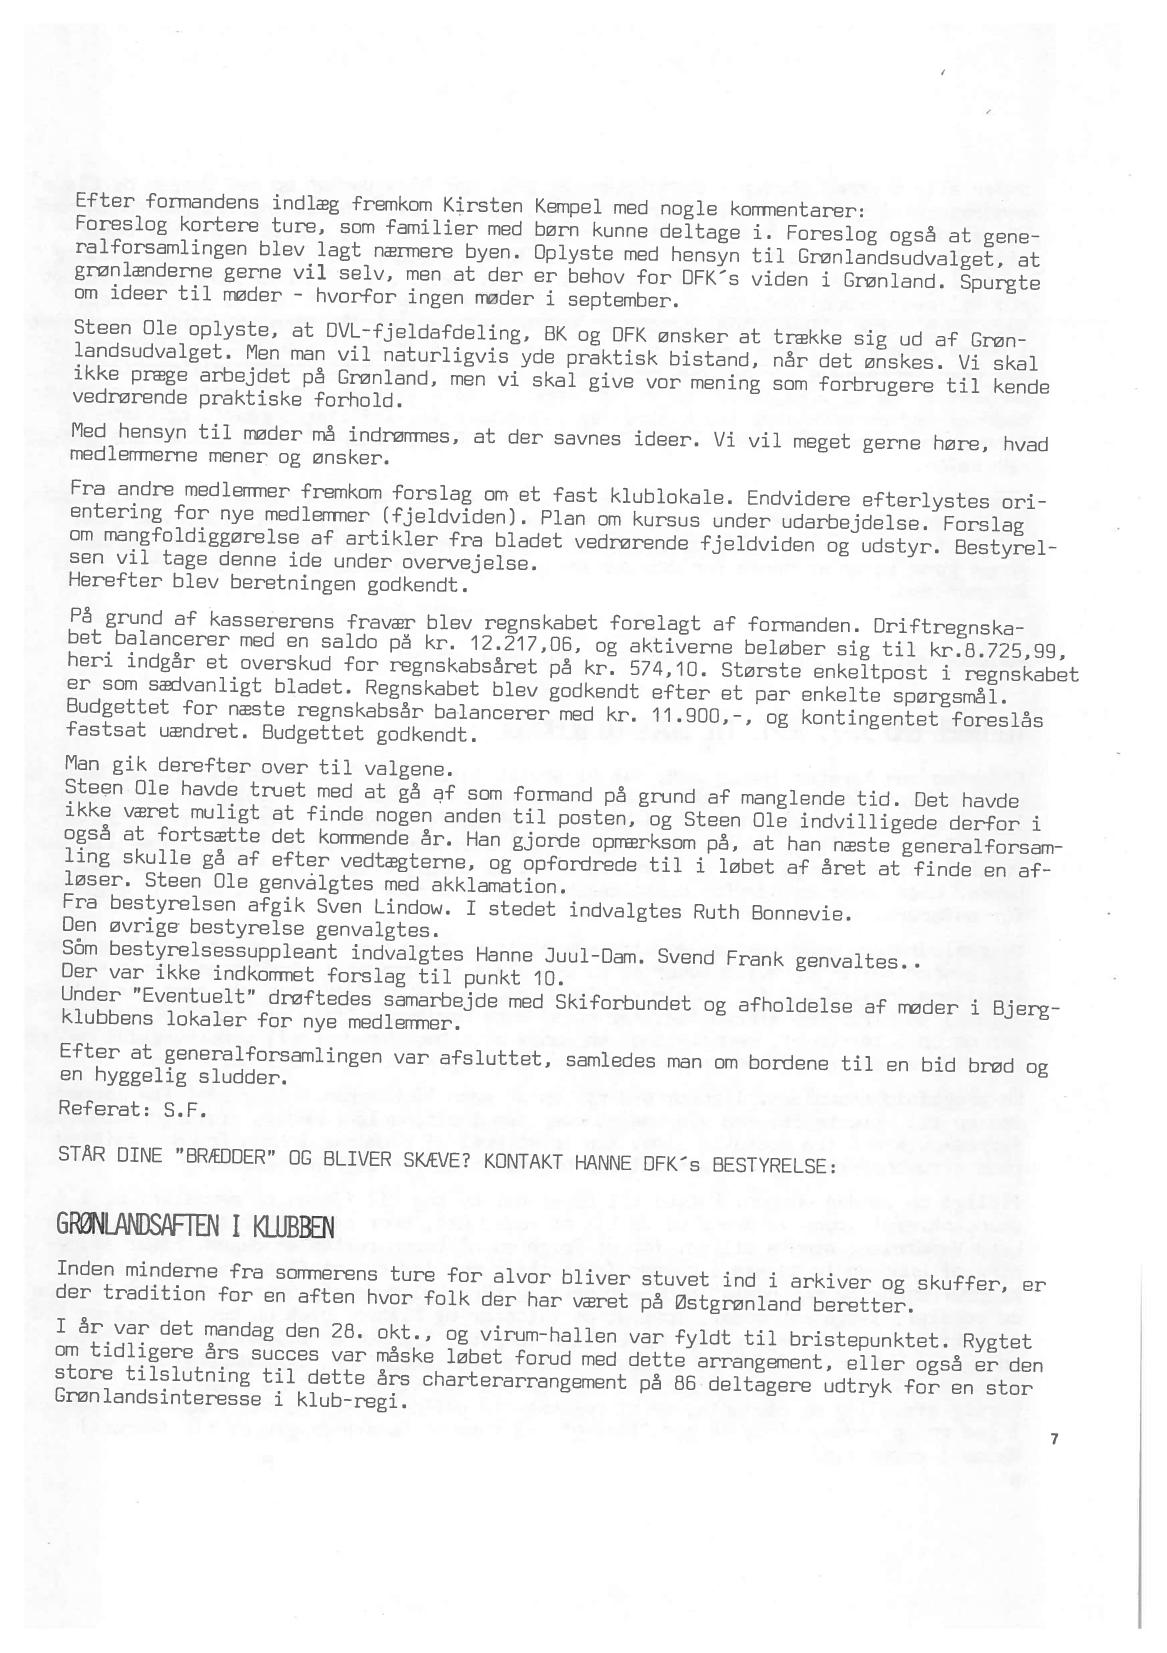 Efter formandens indlæg fremkom Kirsten Kempel med nogle kommentarer:
Foreslog kortere ture, som familier med børn kunne deltage i. Foreslog også at gene-
ralforsamlingen blev lagt nærmere byen. Oplyste med hensyn til Grønlandsudvalget, at
grønlænderne gerne vil selv, men at der er behov for DFK´s viden i Grønland. Spurgte
om ideer til møder - hvorfor ingen møder i september.
Steen Ole oplyste, at DVL-fjeldafdeling, BK og DFK ønsker at trække sig ud af Grøn-
landsudvalget. Men man vil naturligvis yde praktisk bistand, når det ønskes. Vi skal
ikke præge arbejdet på Grønland, men vi skal give vor mening som forbrugere til kende
vedrørende praktiske forhold.
Med hensyn til møder må indrømmes, at der savnes ideer. Vi vil meget gerne høre, hvad
medlemmerne mener og ønsker.
Fra andre medlemmer fremkom forslag om et fast klublokale. Endvidere efterlystes ori-
entering for nye medlemmer (fjeldviden). Plan om kursus under udarbejdelse. Forslag
om mangfoldiggørelse af artikler fra bladet vedrørende fjeldviden og udstyr. Bestyrel-
sen vil tage denne ide under overvejelse.
Herefter blev beretningen godkendt.
På grund af kassererens fravær blev regnskabet forelagt af formanden. Driftregnska-
bet balancerer med en saldo på kr. 12.217,06, og aktiverne beløber sig til kr.8.725,99,
heri indgår et overskud for regnskabsåret på kr. 574,10. Største enkeltpost i regnskabet
er som sædvanligt bladet. Regnskabet blev godkendt efter et par enkelte spørgsmål.
Budgettet for næste regnskabsår balancerer med kr. 11.900,-, og kontingentet foreslås
fastsat uændret. Budgettet godkendt.
Man gik derefter over til valgene.
Steen Ole havde truet med at gå af som formand på grund af manglende tid. Det havde
ikke været muligt at finde nogen anden til posten, og Steen Ole indvilligede derfor i
også at fortsætte det kommende år. Han gjorde opmærksom på, at han næste generalforsam-
ling skulle gå af efter vedtægterne, og opfordrede til i løbet af året at finde en af-
løser. Steen Ole genvalgtes med akklamation.
Fra bestyrelsen afgik Sven Lindow. I stedet indvalgtes Ruth Bonnevie.
Den øvrige bestyrelse genvalgtes.
Som bestyrelsessuppleant indvalgtes Hanne Juul-Dam. Svend Frank genvaltes..
Der var ikke indkommet forslag til punkt 10.
Under "Eventuelt" drøftedes samarbejde med Skiforbundet og afholdelse af møder i Bjerg-
klubbens lokaler for nye medlemmer.
Efter at generalforsamlingen var afsluttet, samledes man om bordene til en bid brød og
en hyggelig sludder.
Referat: S.F.
STÅR DINE "BRÆDDER" OG BLIVER SKÆVE? KONTAKT HANNE DFK´s BESTYRELSE:
GRØNLANDSAFTEN I KLUBBEN
Inden minderne fra sommerens ture for alvor bliver stuvet ind i arkiver og skuffer, er
der tradition for en aften hvor folk der har været på Østgrønland beretter.
I år var det mandag den 28. okt., og virum-hallen var fyldt til bristepunktet. Rygtet
om tidligere års succes var måske løbet forud med dette arrangement, eller også er den
store tilslutning til dette års charterarrangement på 86 deltagere udtryk for en stor
Grønlandsinteresse i klub-regi.
7